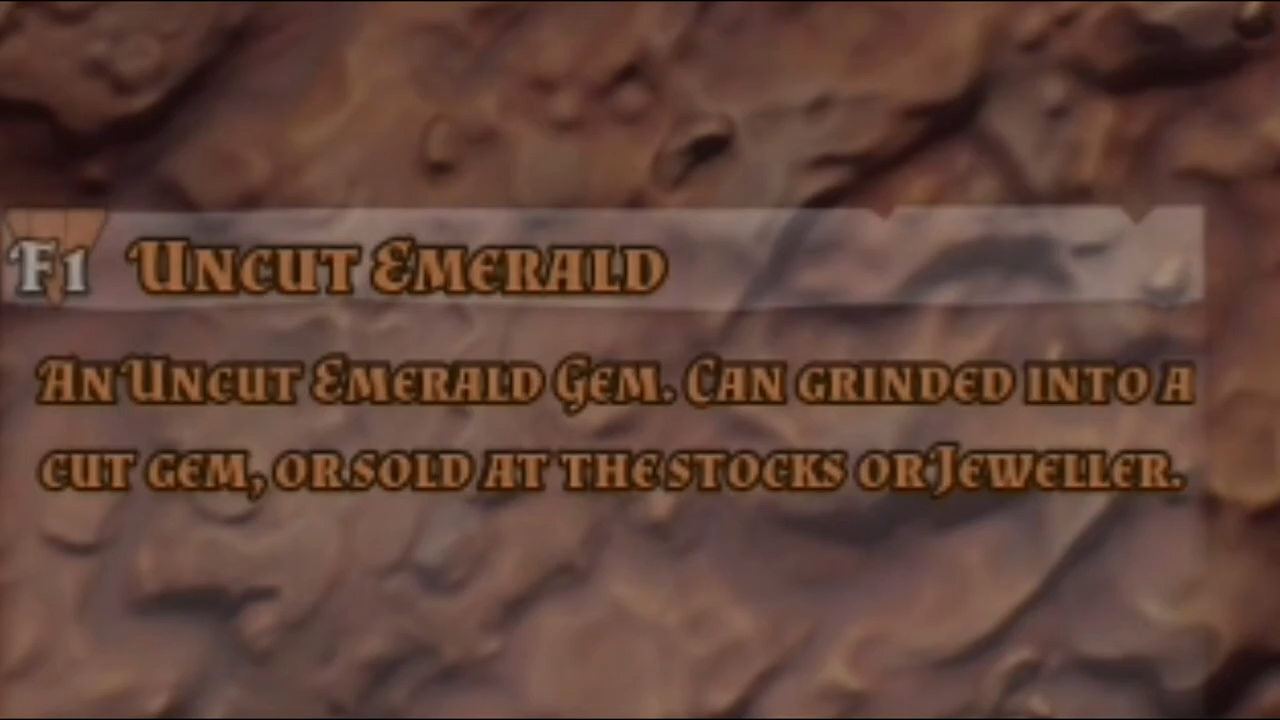 F1 Uncut Emerald
An Uncut Emerald Gem. Can grinded into a
cut gem, or sold at the stocks or Jeweller.